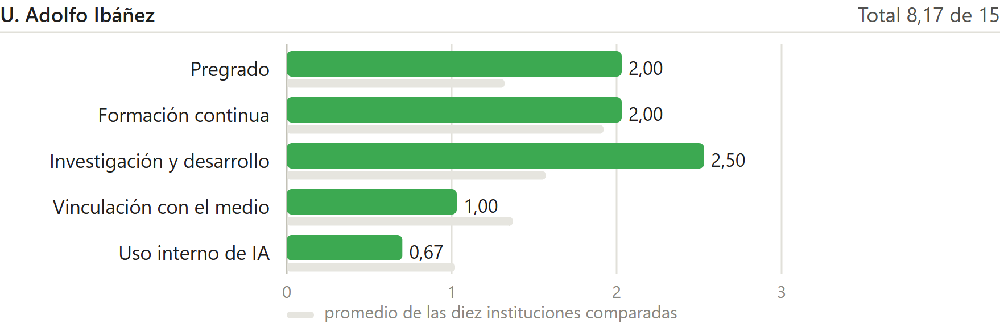 U. Adolfo Ibáñez Total 8,17 de 15
Pregrado 2,00
Formación continua 2,00
Investigación y desarrollo 2,50
Vinculación con el medio 1,00
Uso interno de IA 0,67
0 1 2 3
promedio de las diez instituciones comparadas